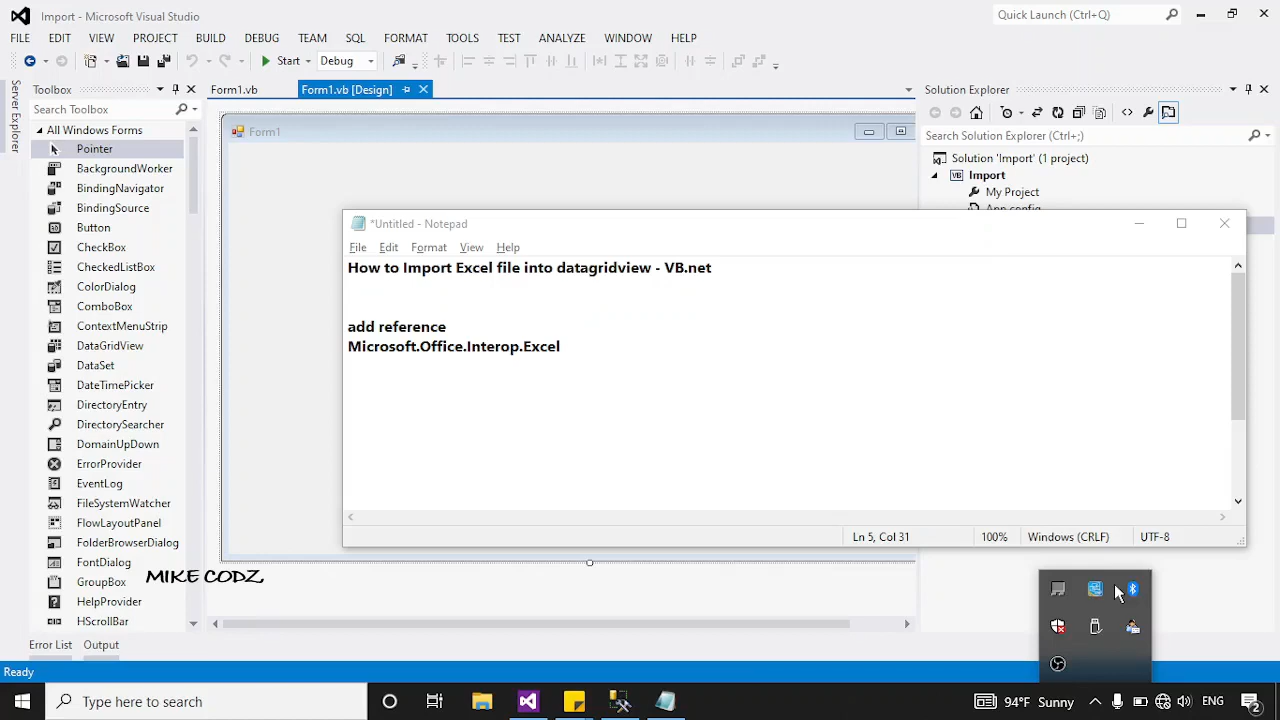 Import - Microsoft Visual Studio
Quick Launch (Ctrl+Q)
FILE EDIT VIEW PROJECT BUILD DEBUG TEAM SQL FORMAT TOOLS TEST ANALYZE WINDOW HELP
Start Debug
Server Explorer
Toolbox
Search Toolbox
All Windows Forms
Pointer
BackgroundWorker
BindingNavigator
BindingSource
Button
CheckBox
CheckedListBox
ColorDialog
ComboBox
ContextMenuStrip
DataGridView
DataSet
DateTimePicker
DirectoryEntry
DirectorySearcher
DomainUpDown
ErrorProvider
EventLog
FileSystemWatcher
FlowLayoutPanel
FolderBrowserDialog
FontDialog
GroupBox
HelpProvider
HScrollBar
Form1.vb Form1.vb [Design]
Form1
Solution Explorer
Search Solution Explorer (Ctrl+;)
Solution 'Import' (1 project)
Import
My Project
App.config
*Untitled - Notepad
File Edit Format View Help
How to Import Excel file into datagridview - VB.net
add reference
Microsoft.Office.Interop.Excel
Ln 5, Col 31 100% Windows (CRLF) UTF-8
MIKE CODZ,
Error List Output
Ready
Type here to search
94°F Sunny
ENG
2